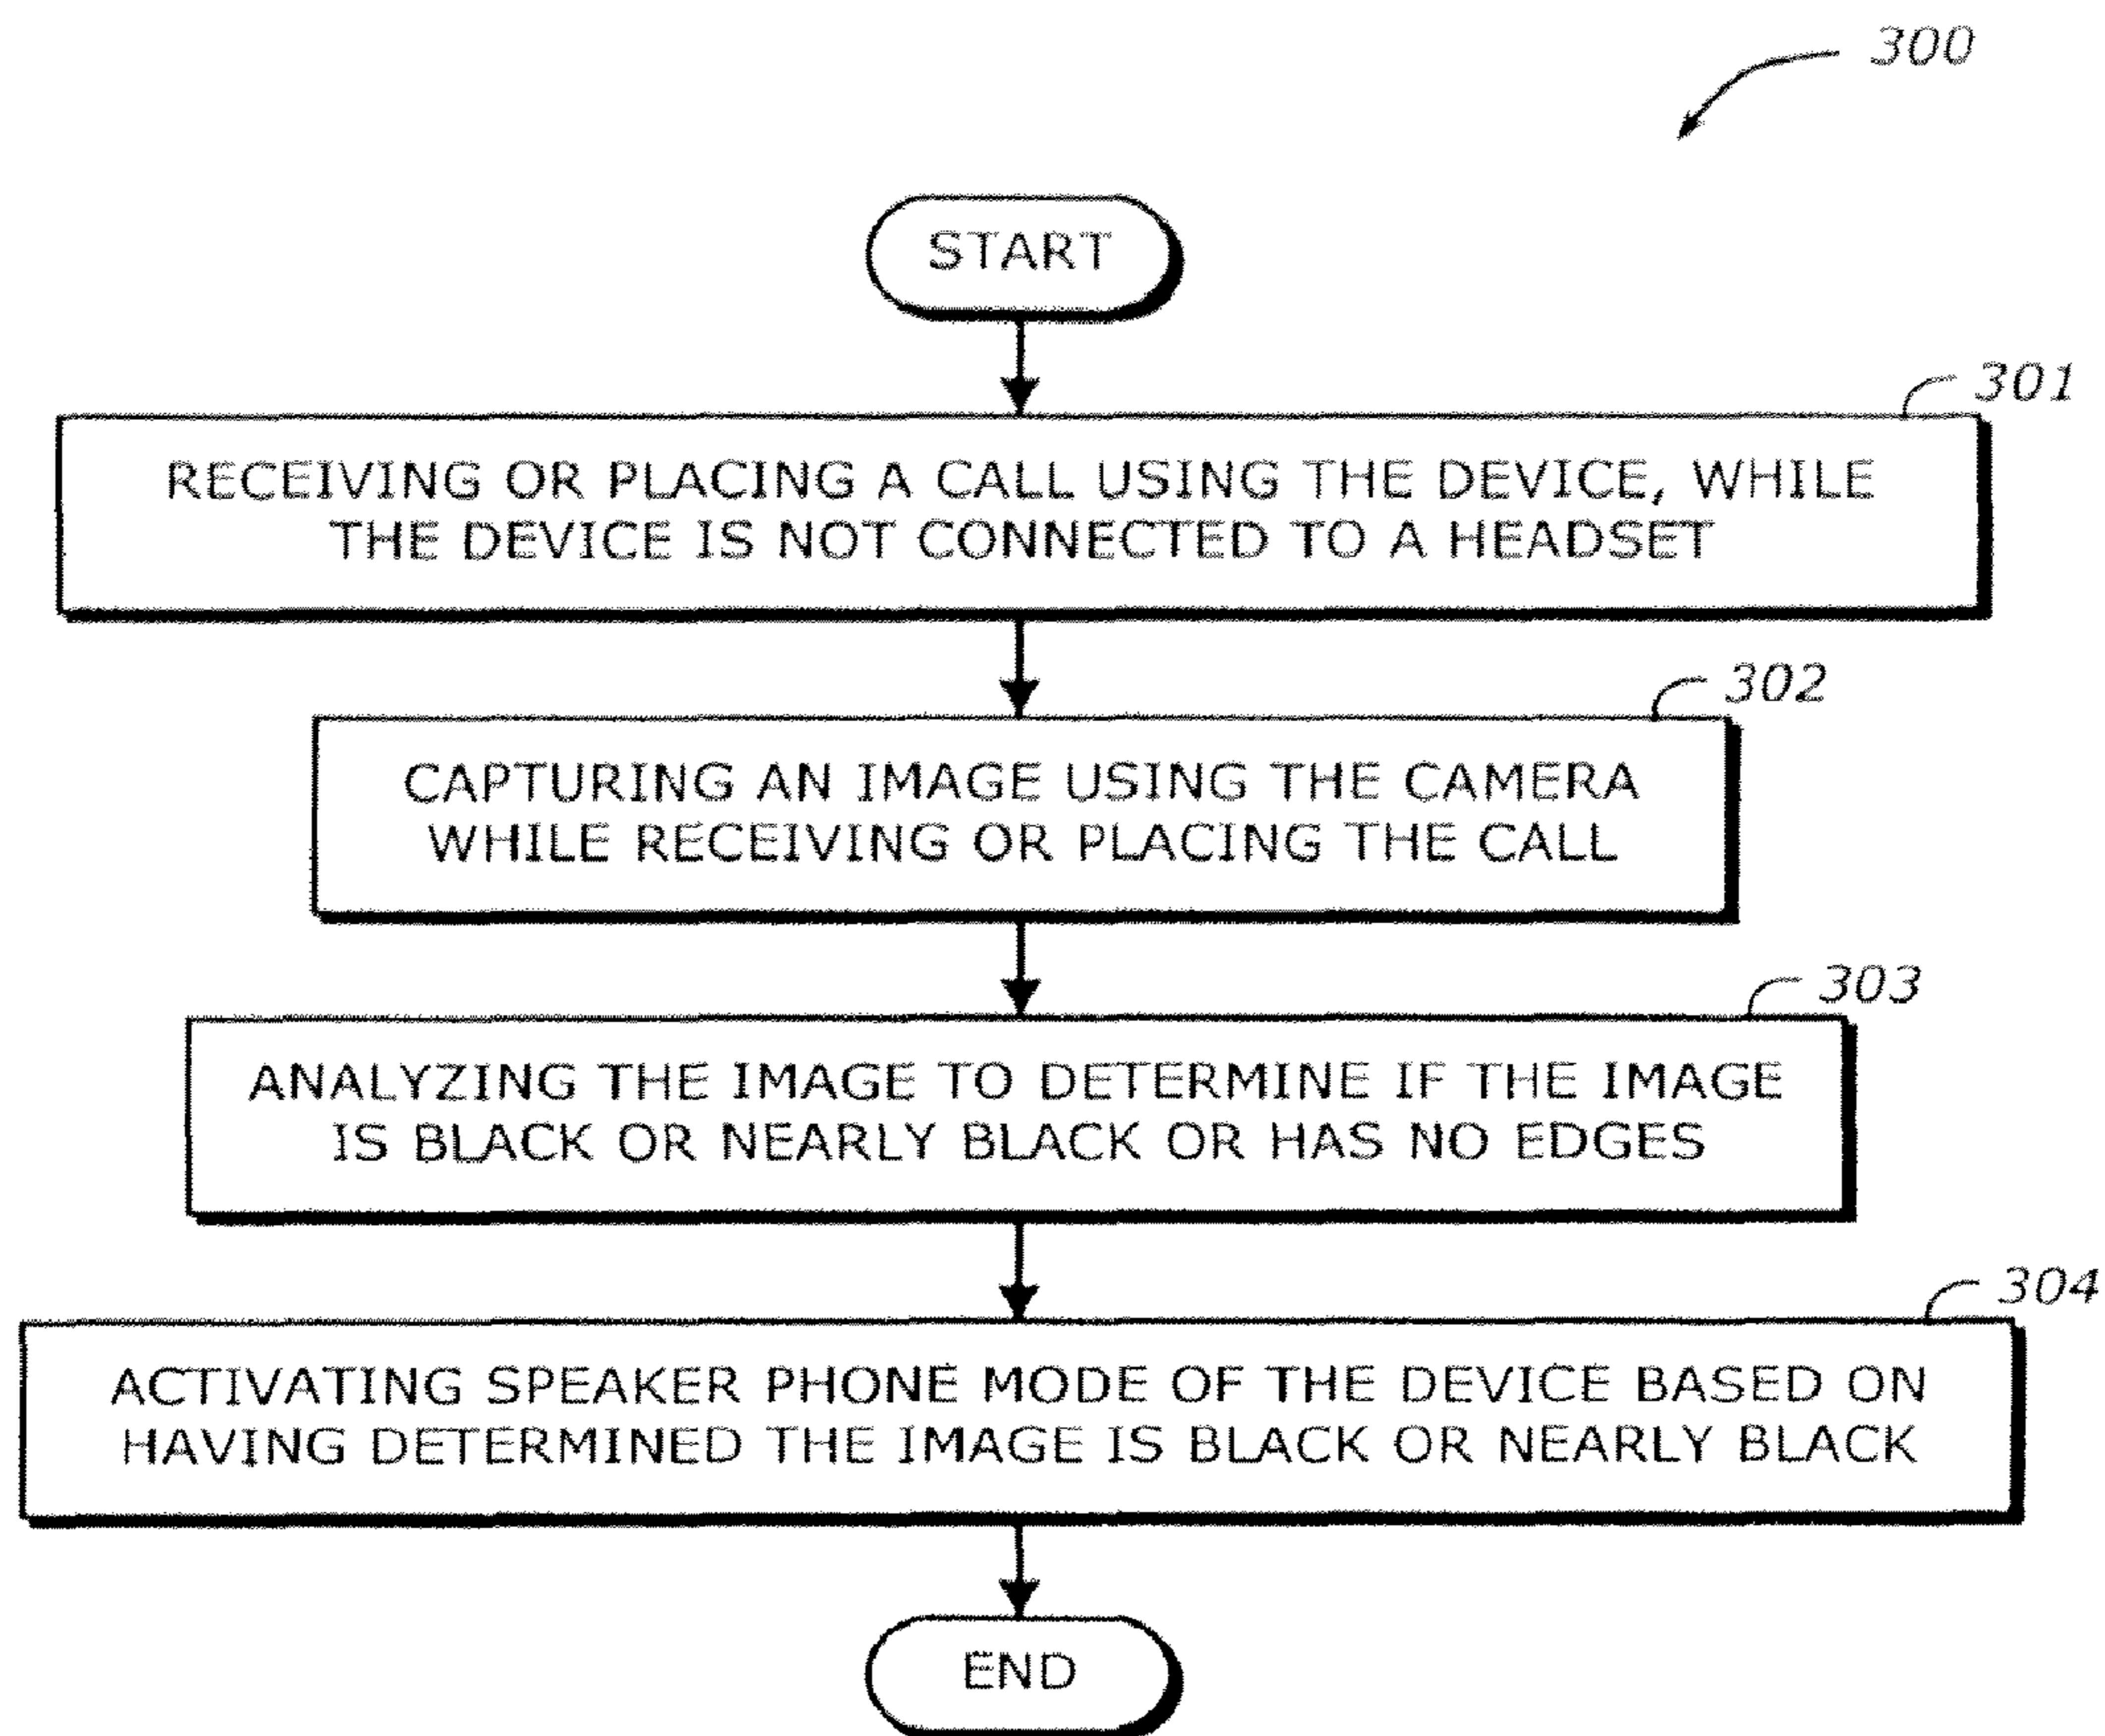 300
START
301
RECEIVING OR PLACING A CALL USING THE DEVICE, WHILE
THE DEVICE IS NOT CONNECTED TO A HEADSET
302
CAPTURING AN IMAGE USING THE CAMERA
WHILE RECEIVING OR PLACING THE CALL
303
ANALYZING THE IMAGE TO DETERMINE IF THE IMAGE
IS BLACK OR NEARLY BLACK OR HAS NO EDGES
304
ACTIVATING SPEAKER PHONE MODE OF THE DEVICE BASED ON
HAVING DETERMINED THE IMAGE IS BLACK OR NEARLY BLACK
END